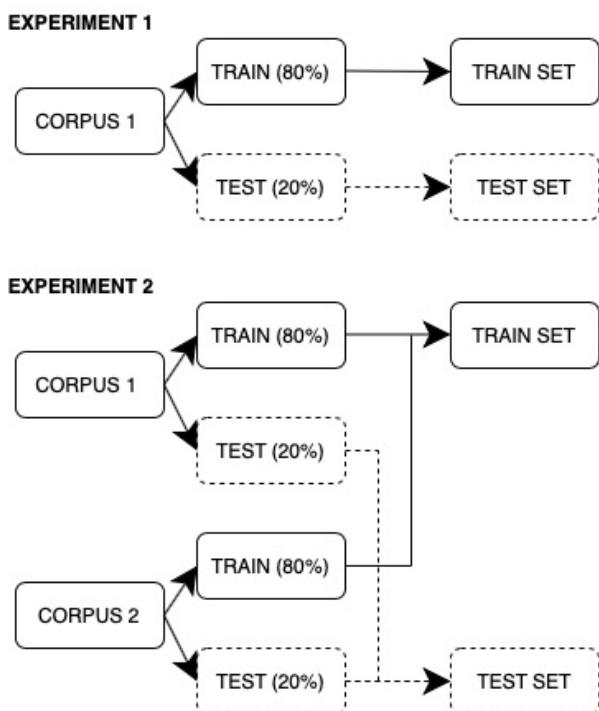 EXPERIMENT 1
TRAIN (80%)
TRAIN SET
CORPUS 1
TEST (20%)
TEST SET
EXPERIMENT 2
TRAIN (80%)
TRAIN SET
CORPUS 1
TEST (20%)
TRAIN (80%)
CORPUS 2
TEST (20%)
TEST SET